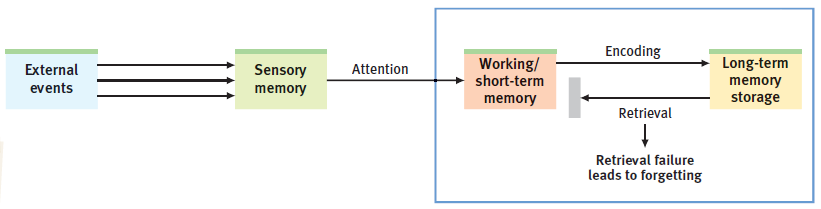 External
events
Sensory
memory
Attention
Working/
short-term
memory
Encoding
Long-term
memory
storage
Retrieval
Retrieval failure
leads to forgetting